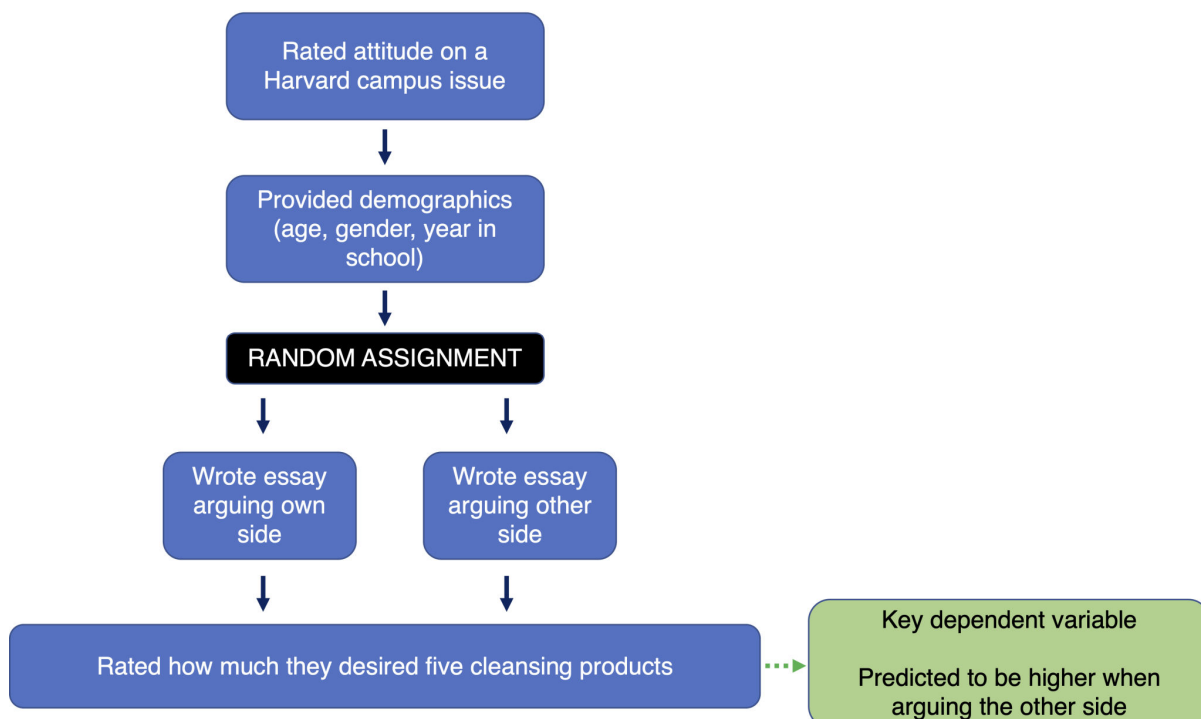 Rated attitude on a
Harvard campus issue
Provided demographics
(age, gender, year in
school)
RANDOM ASSIGNMENT
Wrote essay
arguing own
side
Wrote essay
arguing other
side
Rated how much they desired five cleansing products
Key dependent variable
Predicted to be higher when
arguing the other side